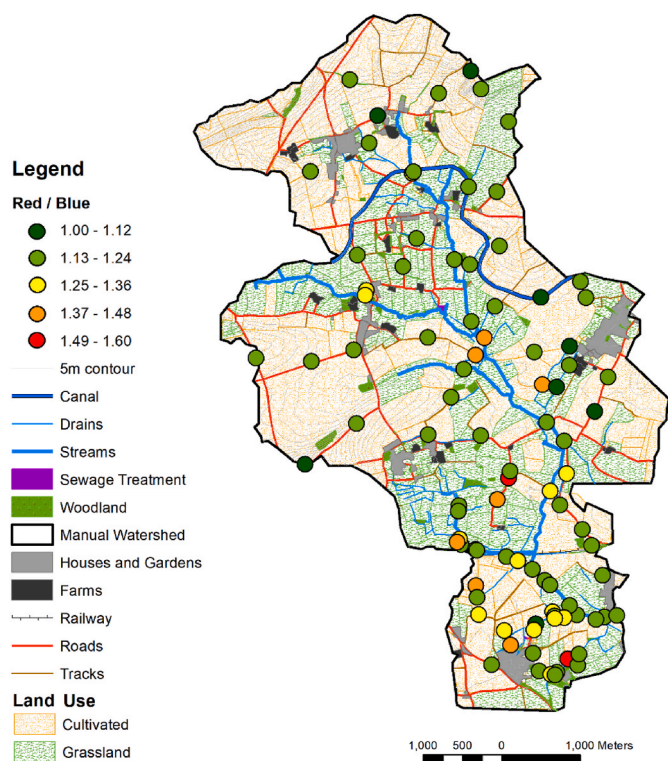 Legend
Red / Blue
1.00 - 1.12
1.13 - 1.24
1.25 - 1.36
1.37 - 1.48
1.49 - 1.60
5m contour
Canal
Drains
Streams
Sewage Treatment
Woodland
Manual Watershed
Houses and Gardens
Farms
Railway
Roads
Tracks
Land Use
Cultivated
Grassland
1,000 500 0 1,000 Meters